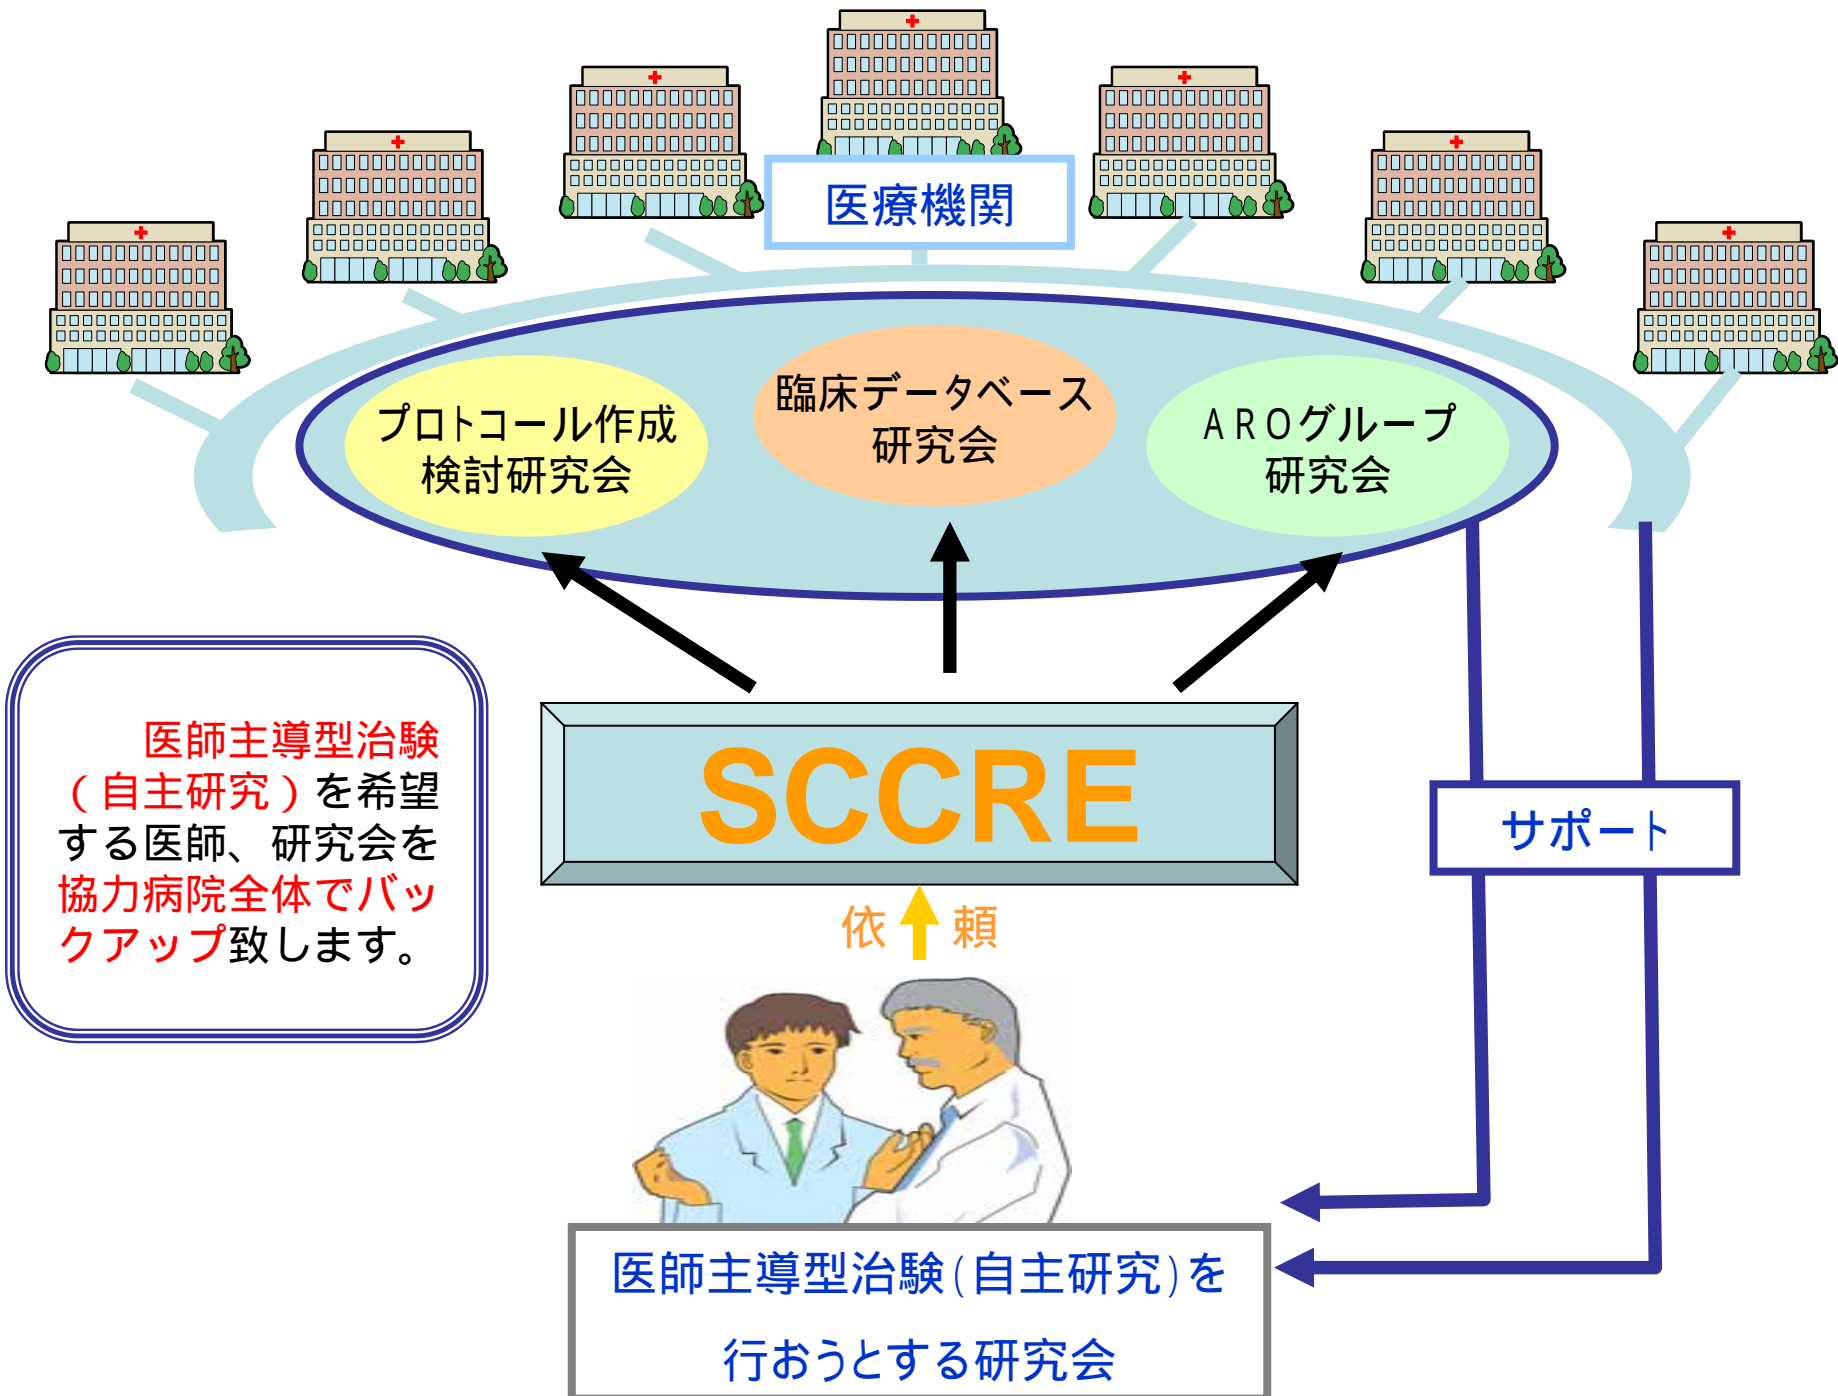 医療機関
プロトコール作成
検討研究会
臨床データベース
研究会
AROグループ
研究会
医師主導型治験
(自主研究)を希望
する医師、研究会を
協力病院全体でバッ
クアップ致します。
SCCRE
サポート
依 頼
医師主導型治験(自主研究)を
行おうとする研究会